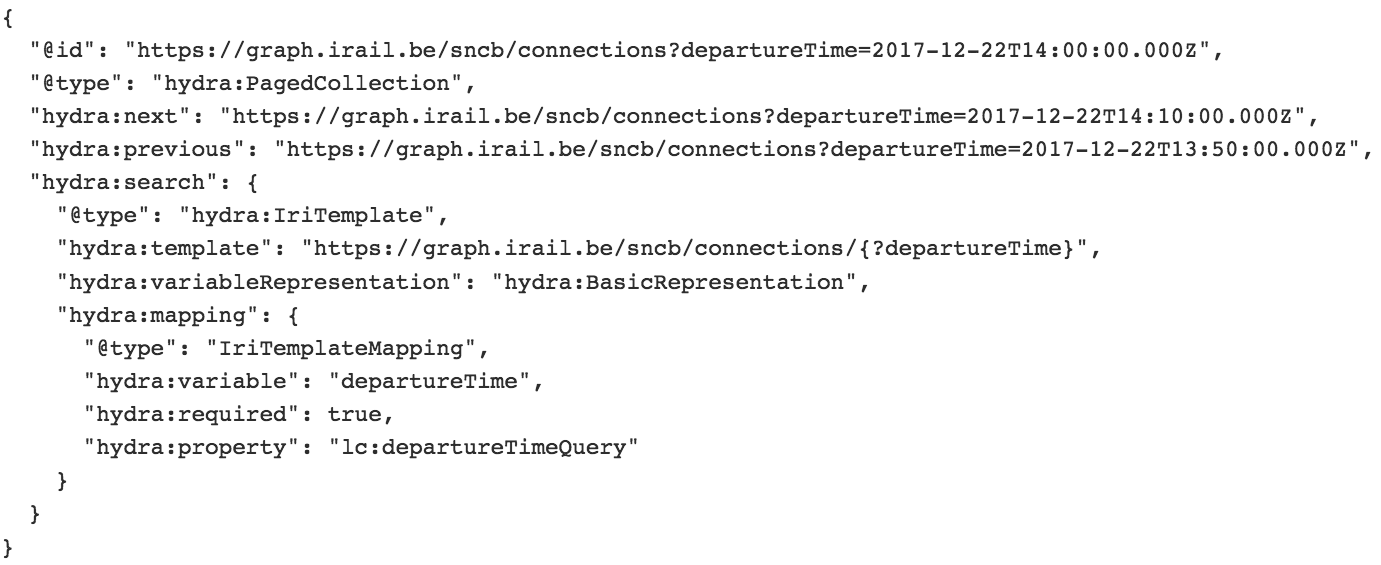 {
  "@id": "https://graph.irail.be/sncb/connections?departureTime=2017-12-22T14:00:00.000Z",
  "@type": "hydra:PagedCollection",
  "hydra:next": "https://graph.irail.be/sncb/connections?departureTime=2017-12-22T14:10:00.000Z",
  "hydra:previous": "https://graph.irail.be/sncb/connections?departureTime=2017-12-22T13:50:00.000Z",
  "hydra:search": {
    "@type": "hydra:IriTemplate",
    "hydra:template": "https://graph.irail.be/sncb/connections/{?departureTime}",
    "hydra:variableRepresentation": "hydra:BasicRepresentation",
    "hydra:mapping": {
      "@type": "IriTemplateMapping",
      "hydra:variable": "departureTime",
      "hydra:required": true,
      "hydra:property": "lc:departureTimeQuery"
    }
  }
}